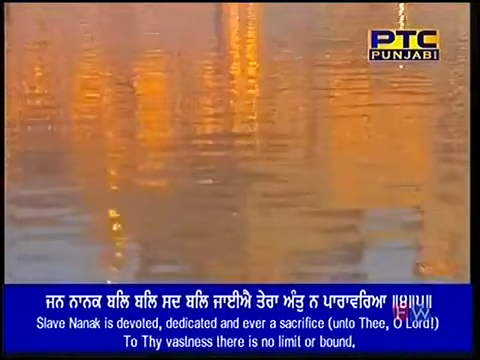 PTC
PUNJABI
ਜਨ ਨਾਨਕ ਬਲਿ ਬਲਿ ਸਦ ਬਲਿ ਜਾਈਐ ਤੇਰਾ ਅੰਤੁ ਨ ਪਾਰਾਵਰਿਆ ॥੪॥੫॥
Slave Nanak is devoted, dedicated and ever a sacrifice (unto Thee, O Lord!)
To Thy vastness there is no limit or bound.